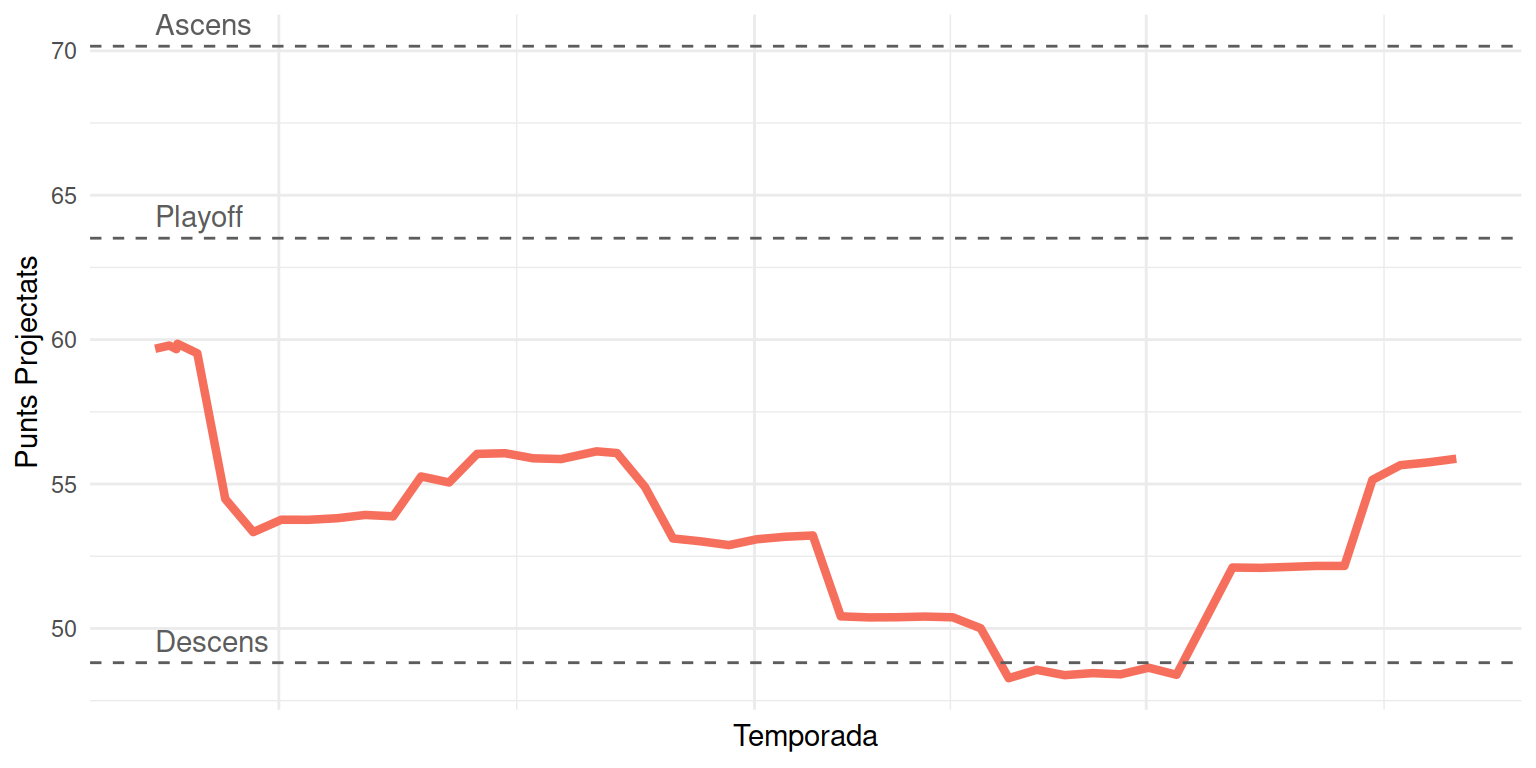 Ascens
70
65
Playoff
60
55
50
Descens
Punts Projectats
Temporada